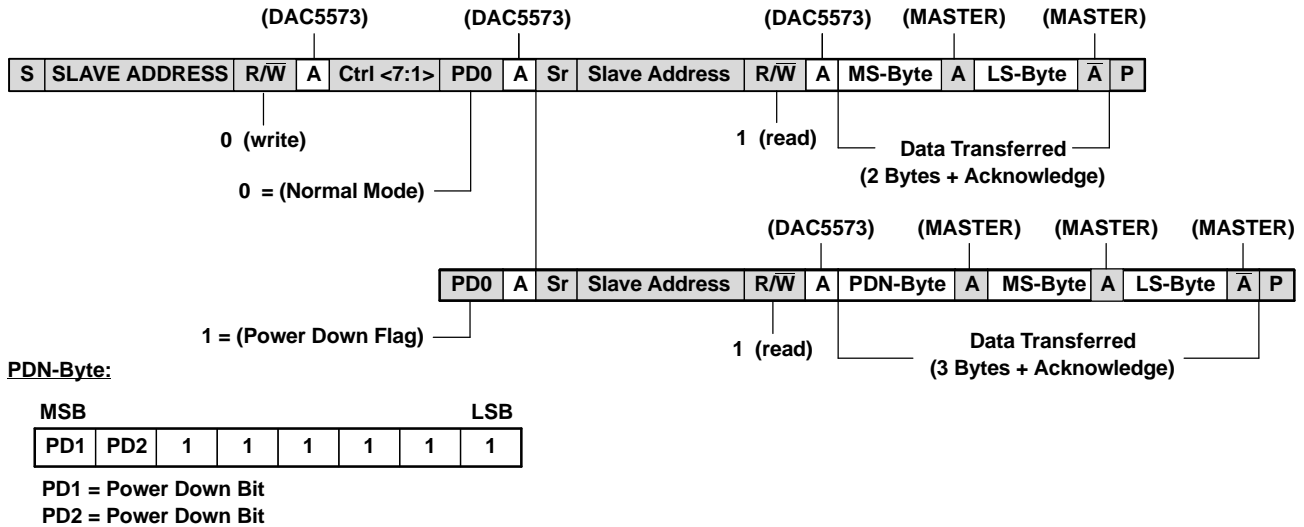 (DAC5573) (DAC5573) (DAC5573) (MASTER) (MASTER)
S SLAVE ADDRESS R/W̅ A Ctrl <7:1> PD0 A Sr Slave Address R/W̅ A MS-Byte A LS-Byte A̅ P
0 (write) 1 (read) Data Transferred
(2 Bytes + Acknowledge)
0 = (Normal Mode)
(DAC5573) (MASTER) (MASTER) (MASTER)
PD0 A Sr Slave Address R/W̅ A PDN-Byte A MS-Byte A LS-Byte A̅ P
1 = (Power Down Flag) 1 (read) Data Transferred
(3 Bytes + Acknowledge)
PDN-Byte:
MSB LSB
PD1 PD2 1 1 1 1 1 1
PD1 = Power Down Bit
PD2 = Power Down Bit